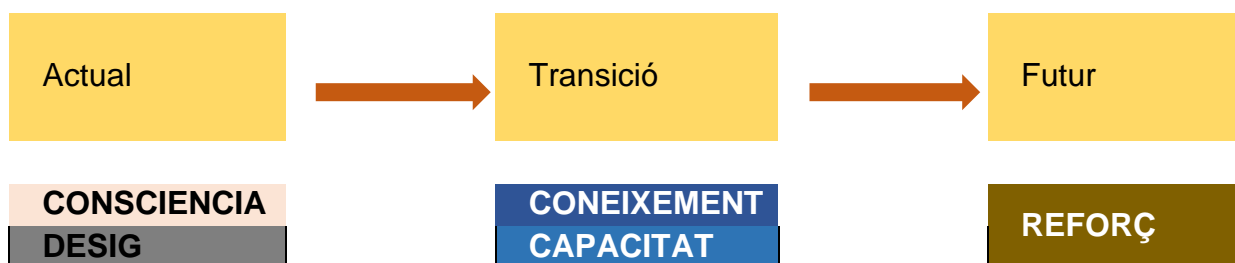 Actual
Transició
Futur
CONSCIENCIA
CONEIXEMENT
REFORÇ
DESIG
CAPACITAT